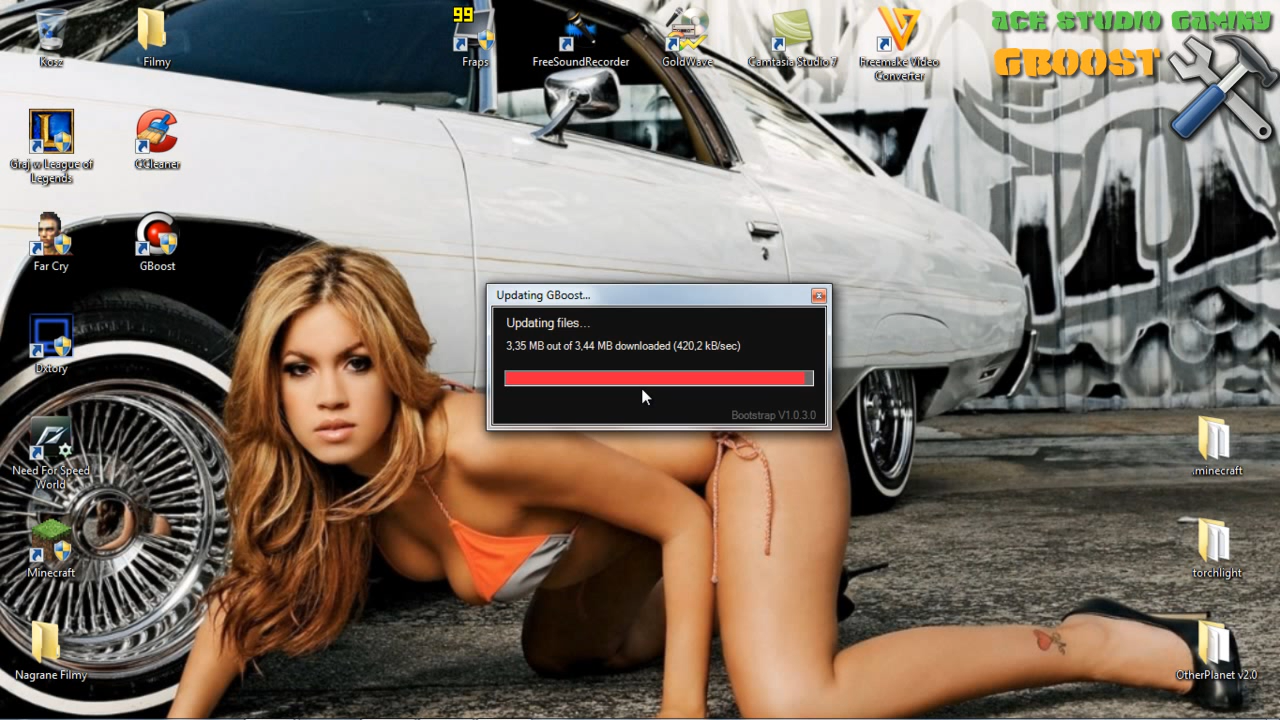 99
ACK STUDIO GAMING
GBOOST
Kosz
Filmy
Fraps
FreeSoundRecorder
GoldWave
Camtasia Studio 7
Freemake Video
Converter
Graj w League of
Legends
CCleaner
Far Cry
GBoost
Updating GBoost...
Updating files...
3,35 MB out of 3,44 MB downloaded (420,2 kB/sec)
Bootstrap V1.0.3.0
Dxtory
Need For Speed
World
.minecraft
Minecraft
torchlight
Nagrane Filmy
OtherPlanet v2.0